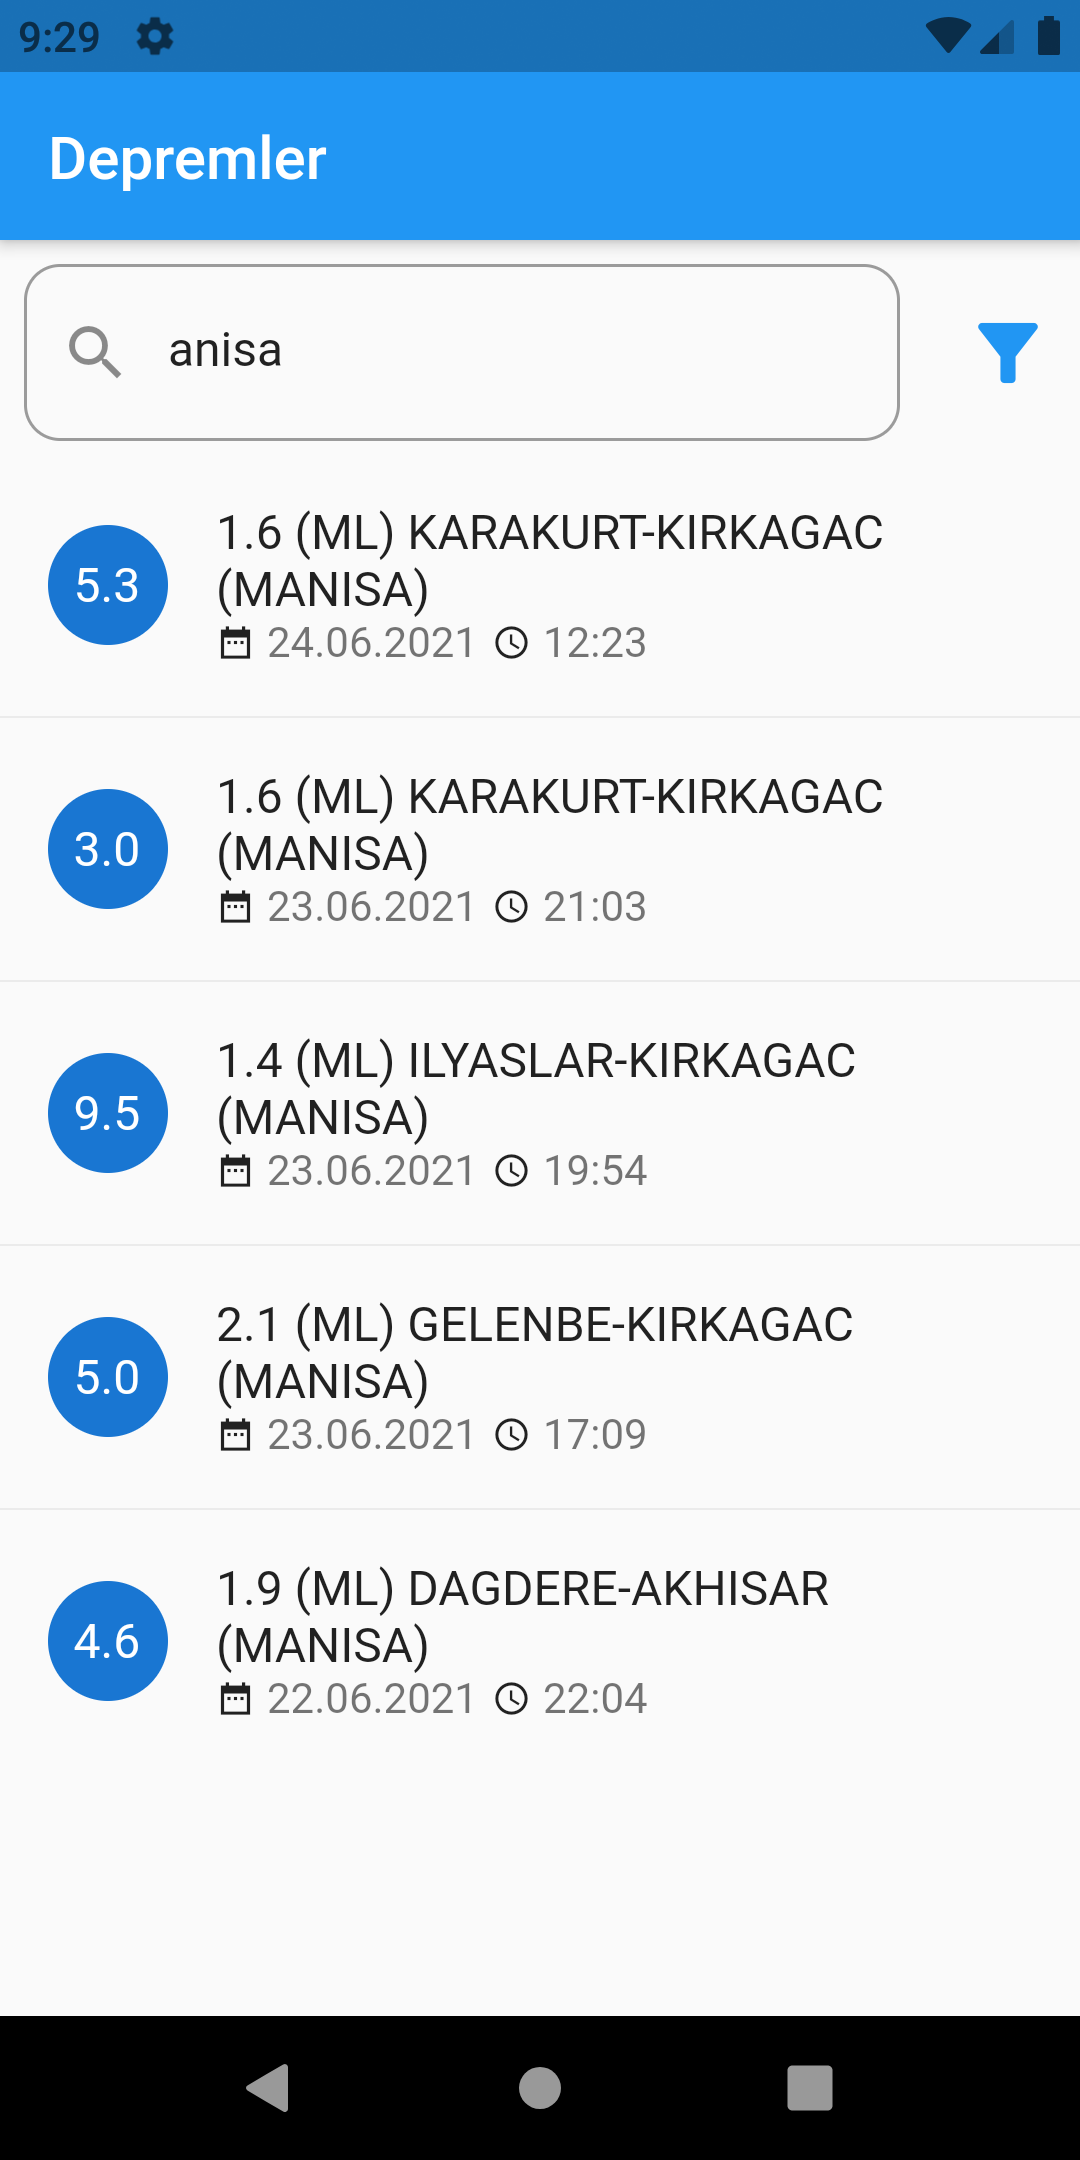 9:29
Depremler
anisa
5.3
1.6 (ML) KARAKURT-KIRKAGAC
(MANISA)
24.06.2021 12:23
3.0
1.6 (ML) KARAKURT-KIRKAGAC
(MANISA)
23.06.2021 21:03
9.5
1.4 (ML) ILYASLAR-KIRKAGAC
(MANISA)
23.06.2021 19:54
5.0
2.1 (ML) GELENBE-KIRKAGAC
(MANISA)
23.06.2021 17:09
4.6
1.9 (ML) DAGDERE-AKHISAR
(MANISA)
22.06.2021 22:04